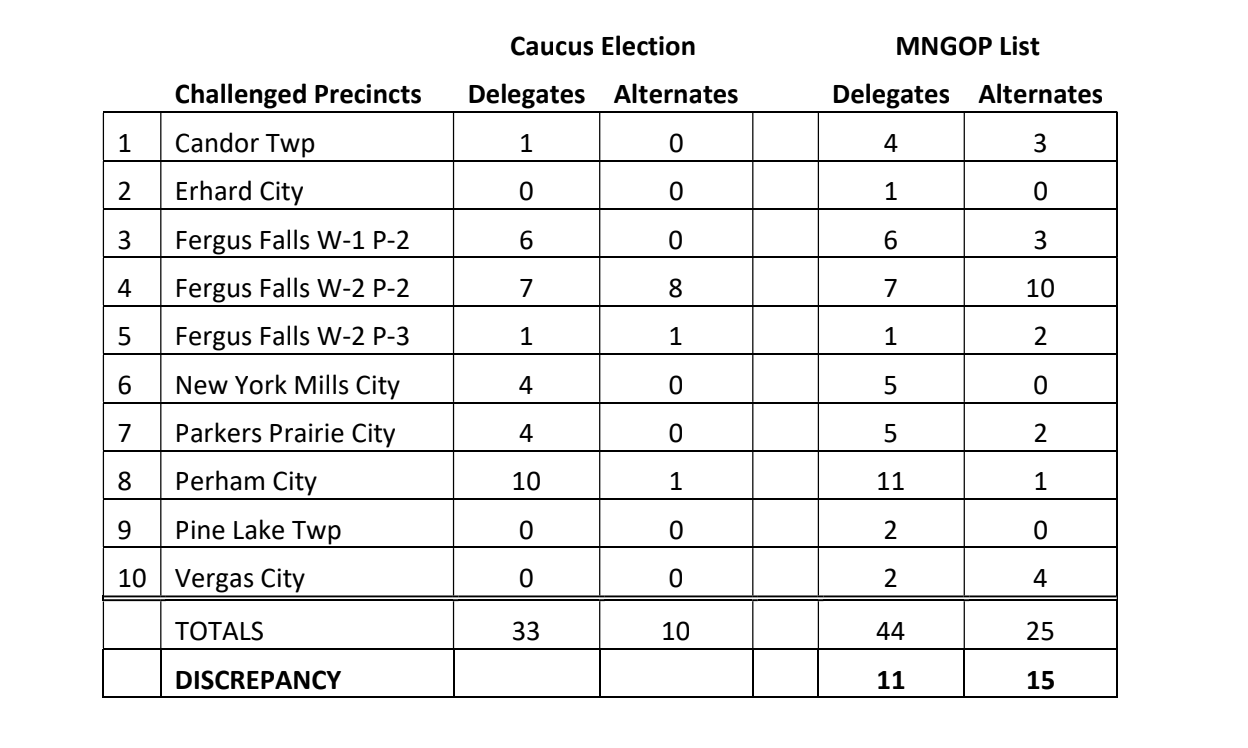 Caucus Election MNGOP List
Challenged Precincts Delegates Alternates Delegates Alternates
1 Candor Twp 1 0 4 3
2 Erhard City 0 0 1 0
3 Fergus Falls W-1 P-2 6 0 6 3
4 Fergus Falls W-2 P-2 7 8 7 10
5 Fergus Falls W-2 P-3 1 1 1 2
6 New York Mills City 4 0 5 0
7 Parkers Prairie City 4 0 5 2
8 Perham City 10 1 11 1
9 Pine Lake Twp 0 0 2 0
10 Vergas City 0 0 2 4
TOTALS 33 10 44 25
DISCREPANCY 11 15